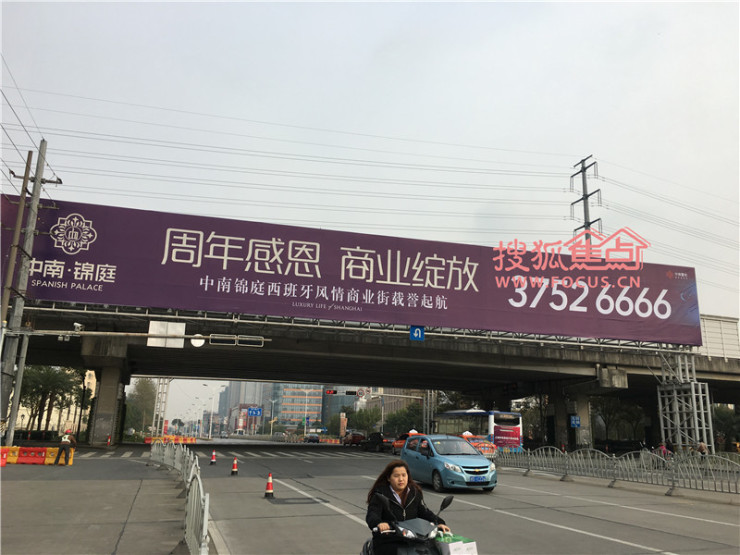 中南·锦庭
SPANISH PALACE
周年感恩 商业绽放
中南锦庭西班牙风情商业街载誉起航
LUXURY LIFE of SHANGHAI
3752 6666
搜狐焦点
WWW.FOCUS.CN